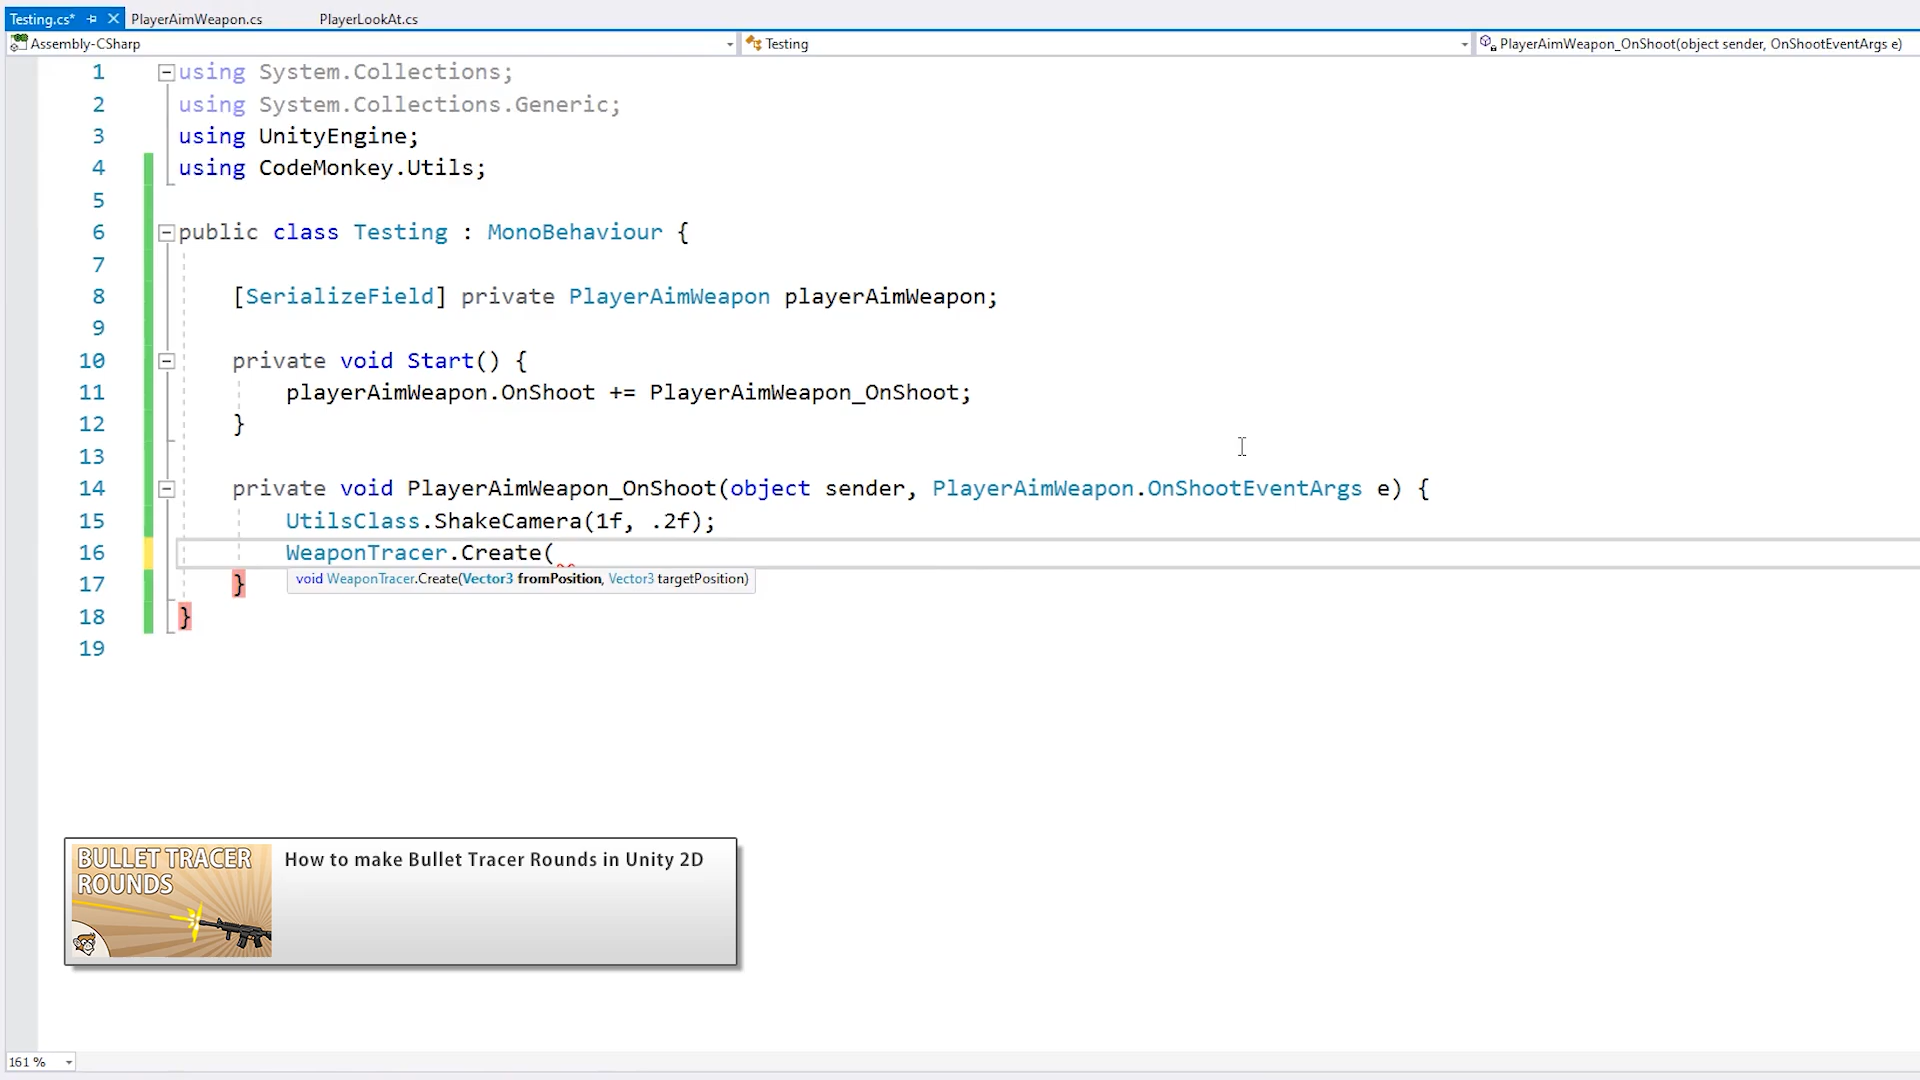 Testing.cs* PlayerAimWeapon.cs PlayerLookAt.cs
Assembly-CSharp Testing PlayerAimWeapon_OnShoot(object sender, OnShootEventArgs e)
1 using System.Collections;
2 using System.Collections.Generic;
3 using UnityEngine;
4 using CodeMonkey.Utils;
5
6 public class Testing : MonoBehaviour {
7
8 [SerializeField] private PlayerAimWeapon playerAimWeapon;
9
10 private void Start() {
11 playerAimWeapon.OnShoot += PlayerAimWeapon_OnShoot;
12 }
13
14 private void PlayerAimWeapon_OnShoot(object sender, PlayerAimWeapon.OnShootEventArgs e) {
15 UtilsClass.ShakeCamera(1f, .2f);
16 WeaponTracer.Create(
void WeaponTracer.Create(Vector3 fromPosition, Vector3 targetPosition)
17 }
18 }
19
BULLET TRACER
ROUNDS
How to make Bullet Tracer Rounds in Unity 2D
161 %